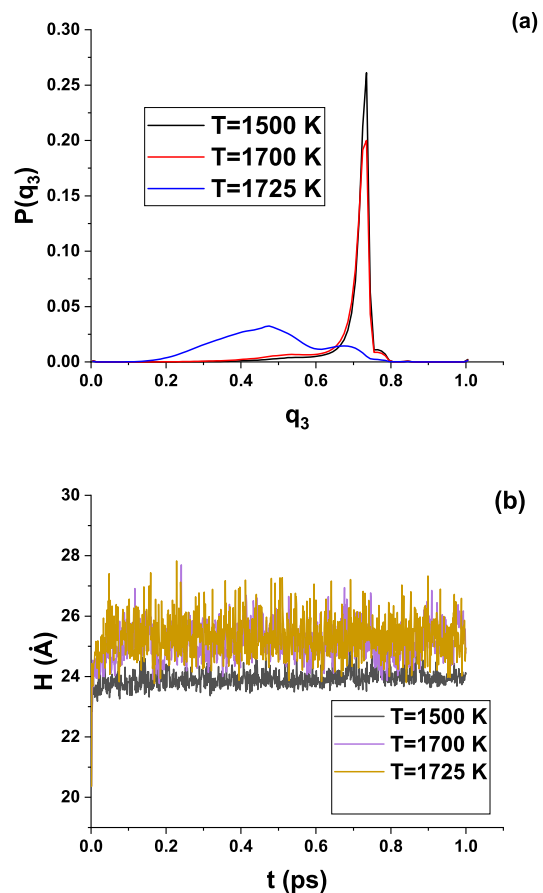 (a)
0.30
0.25
0.20
0.15
0.10
0.05
0.00
P(q3)
T=1500 K
T=1700 K
T=1725 K
0.0 0.2 0.4 0.6 0.8 1.0
q3
(b)
30
28
26
24
22
20
H (Å)
T=1500 K
T=1700 K
T=1725 K
0.0 0.2 0.4 0.6 0.8 1.0
t (ps)